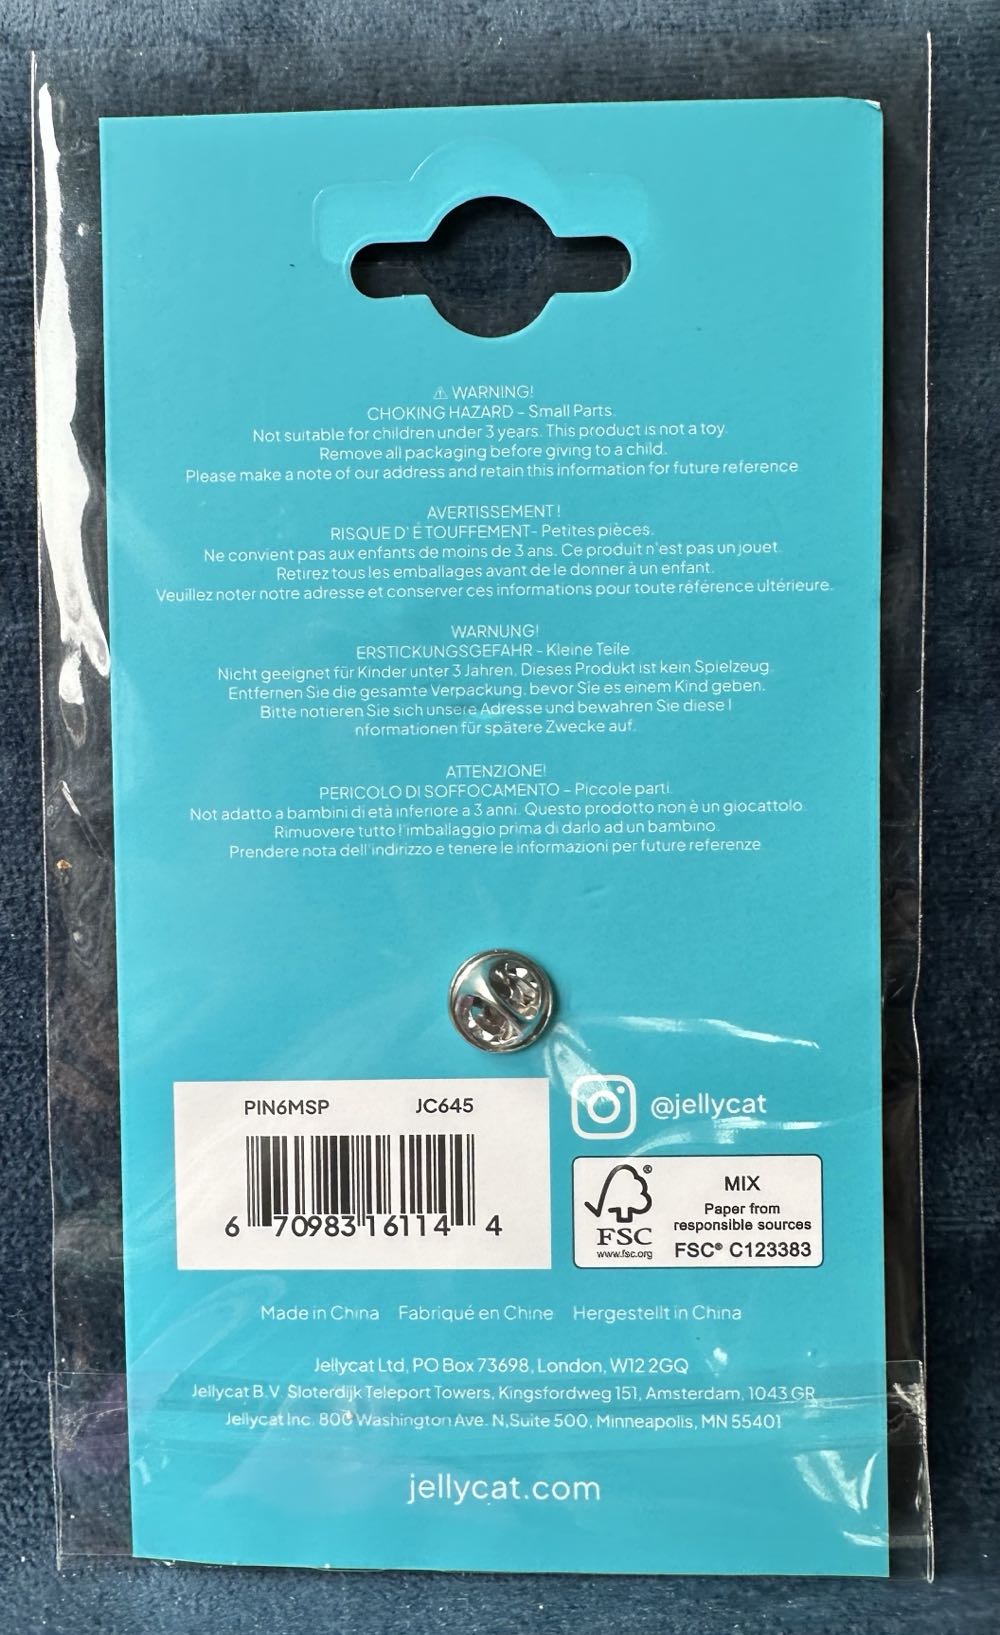 ⚠ WARNING!
CHOKING HAZARD - Small Parts.
Not suitable for children under 3 years. This product is not a toy.
Remove all packaging before giving to a child.
Please make a note of our address and retain this information for future reference
AVERTISSEMENT!
RISQUE D' ÉTOUFFEMENT- Petites pièces.
Ne convient pas aux enfants de moins de 3 ans. Ce produit n'est pas un jouet.
Retirez tous les emballages avant de le donner à un enfant.
Veuillez noter notre adresse et conserver ces informations pour toute référence ultérieure.
WARNUNG!
ERSTICKUNGSGEFAHR - Kleine Teile.
Nicht geeignet für Kinder unter 3 Jahren. Dieses Produkt ist kein Spielzeug.
Entfernen Sie die gesamte Verpackung, bevor Sie es einem Kind geben.
Bitte notieren Sie sich unsere Adresse und bewahren Sie diese I
nformationen für spätere Zwecke auf.
ATTENZIONE!
PERICOLO DI SOFFOCAMENTO - Piccole parti.
Not adatto a bambini di età inferiore a 3 anni. Questo prodotto non è un giocattolo.
Rimuovere tutto l'imballaggio prima di darlo ad un bambino.
Prendere nota dell'indirizzo e tenere le informazioni per future referenze
PIN6MSP JC645
6 70983 16114 4
@jellycat
FSC®
www.fsc.org
MIX
Paper from
responsible sources
FSC® C123383
Made in China Fabriqué en Chine Hergestellt in China
Jellycat Ltd, PO Box 73698, London, W12 2GQ
Jellycat B.V. Sloterdijk Teleport Towers, Kingsfordweg 151, Amsterdam, 1043 GR
Jellycat Inc. 800 Washington Ave. N, Suite 500, Minneapolis, MN 55401
jellycat.com